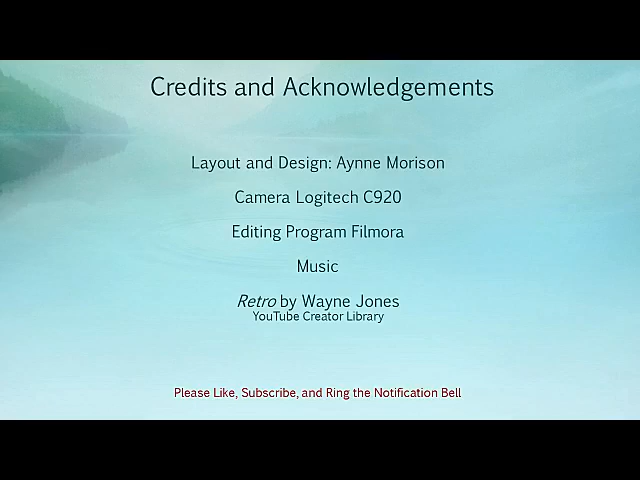 Credits and Acknowledgements
Layout and Design: Aynne Morison
Camera Logitech C920
Editing Program Filmora
Music
Retro by Wayne Jones
YouTube Creator Library
Please Like, Subscribe, and Ring the Notification Bell